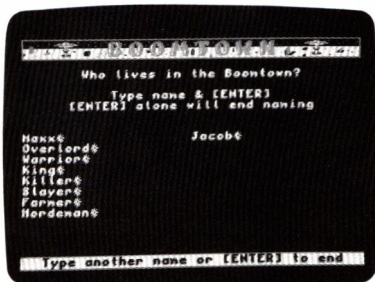 BOOMTOWN
Who lives in the Boontown?
Type name & [ENTER]
[ENTER] alone will end naming
Maxx
Jacob
Overlord
Warrior
King
Killer
Slayer
Farmer
Hordeman
Type another name or [ENTER] to end